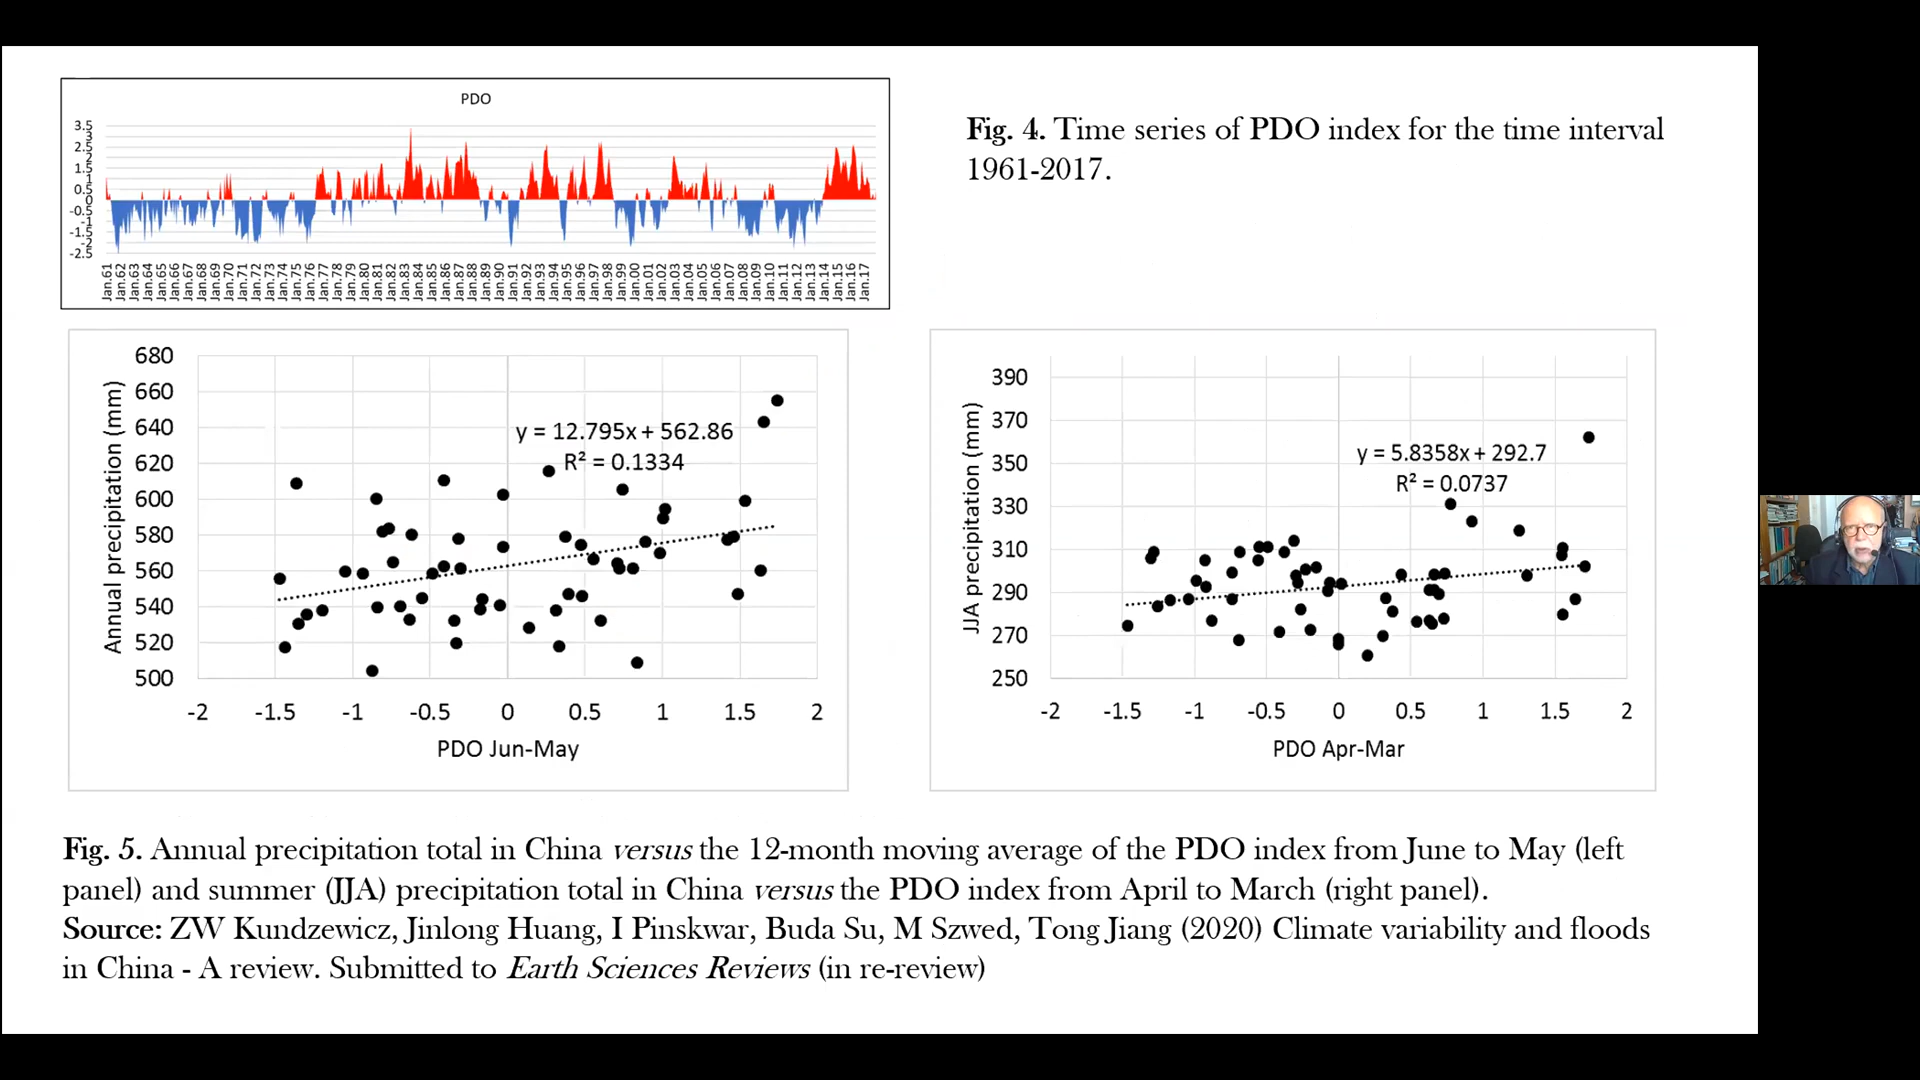 PDO
3.5
3
2.5
2
1.5
1
0.5
0
-0.5
-1
-1.5
-2
-2.5
Jan.61
Jan.62
Jan.63
Jan.64
Jan.65
Jan.66
Jan.67
Jan.68
Jan.69
Jan.70
Jan.71
Jan.72
Jan.73
Jan.74
Jan.75
Jan.76
Jan.77
Jan.78
Jan.79
Jan.80
Jan.81
Jan.82
Jan.83
Jan.84
Jan.85
Jan.86
Jan.87
Jan.88
Jan.89
Jan.90
Jan.91
Jan.92
Jan.93
Jan.94
Jan.95
Jan.96
Jan.97
Jan.98
Jan.99
Jan.00
Jan.01
Jan.02
Jan.03
Jan.04
Jan.05
Jan.06
Jan.07
Jan.08
Jan.09
Jan.10
Jan.11
Jan.12
Jan.13
Jan.14
Jan.15
Jan.16
Jan.17
Fig. 4. Time series of PDO index for the time interval
1961-2017.
Annual precipitation (mm)
680
660
640
620
600
580
560
540
520
500
y = 12.795x + 562.86
R² = 0.1334
-2 -1.5 -1 -0.5 0 0.5 1 1.5 2
PDO Jun-May
JJA precipitation (mm)
390
370
350
330
310
290
270
250
y = 5.8358x + 292.7
R² = 0.0737
-2 -1.5 -1 -0.5 0 0.5 1 1.5 2
PDO Apr-Mar
Fig. 5. Annual precipitation total in China versus the 12-month moving average of the PDO index from June to May (left
panel) and summer (JJA) precipitation total in China versus the PDO index from April to March (right panel).
Source: ZW Kundzewicz, Jinlong Huang, I Pinskwar, Buda Su, M Szwed, Tong Jiang (2020) Climate variability and floods
in China - A review. Submitted to Earth Sciences Reviews (in re-review)